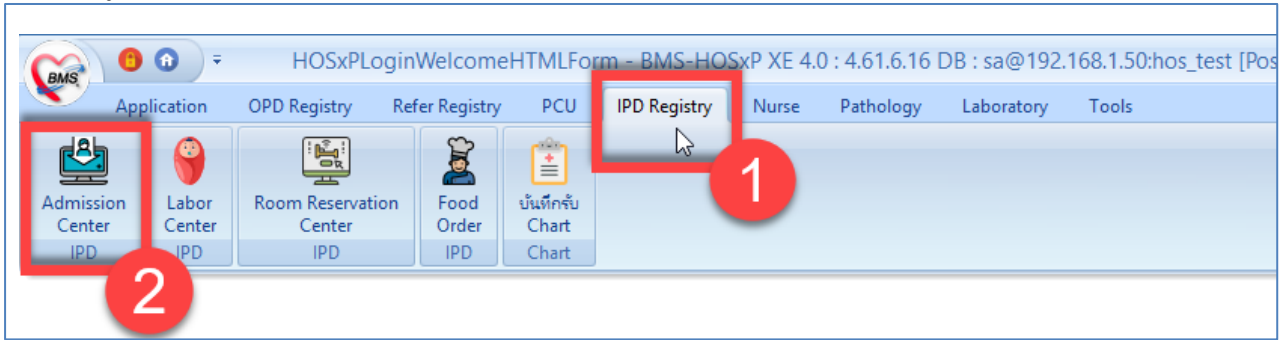 BMS
HOSxPLoginWelcomeHTMLForm - BMS-HOSxP XE 4.0 : 4.61.6.16 DB : sa@192.168.1.50:hos_test [Pos
Application OPD Registry Refer Registry PCU IPD Registry Nurse Pathology Laboratory Tools
1
Admission Labor Room Reservation Food บันทึกรับ
Center Center Center Order Chart
IPD IPD IPD IPD Chart
2